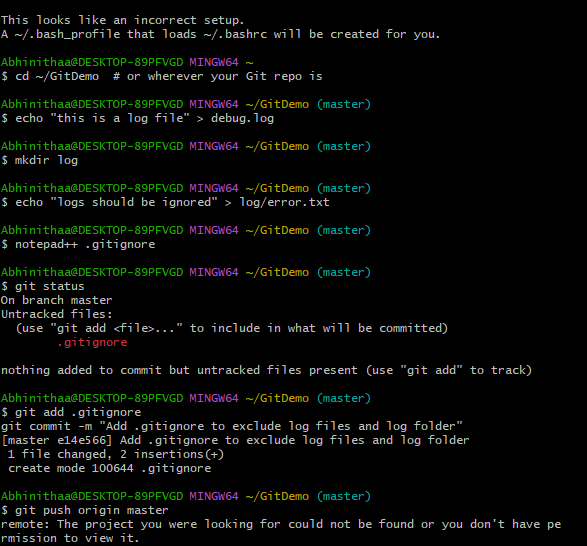 This looks like an incorrect setup.
A ~/.bash_profile that loads ~/.bashrc will be created for you.
Abhinithaa@DESKTOP-89PFVGD MINGW64 ~
$ cd ~/GitDemo  # or wherever your Git repo is
Abhinithaa@DESKTOP-89PFVGD MINGW64 ~/GitDemo (master)
$ echo "this is a log file" > debug.log
Abhinithaa@DESKTOP-89PFVGD MINGW64 ~/GitDemo (master)
$ mkdir log
Abhinithaa@DESKTOP-89PFVGD MINGW64 ~/GitDemo (master)
$ echo "logs should be ignored" > log/error.txt
Abhinithaa@DESKTOP-89PFVGD MINGW64 ~/GitDemo (master)
$ notepad++ .gitignore
Abhinithaa@DESKTOP-89PFVGD MINGW64 ~/GitDemo (master)
$ git status
On branch master
Untracked files:
  (use "git add <file>..." to include in what will be committed)
        .gitignore
nothing added to commit but untracked files present (use "git add" to track)
Abhinithaa@DESKTOP-89PFVGD MINGW64 ~/GitDemo (master)
$ git add .gitignore
git commit -m "Add .gitignore to exclude log files and log folder"
[master e14e566] Add .gitignore to exclude log files and log folder
 1 file changed, 2 insertions(+)
 create mode 100644 .gitignore
Abhinithaa@DESKTOP-89PFVGD MINGW64 ~/GitDemo (master)
$ git push origin master
remote: The project you were looking for could not be found or you don't have pe
rmission to view it.